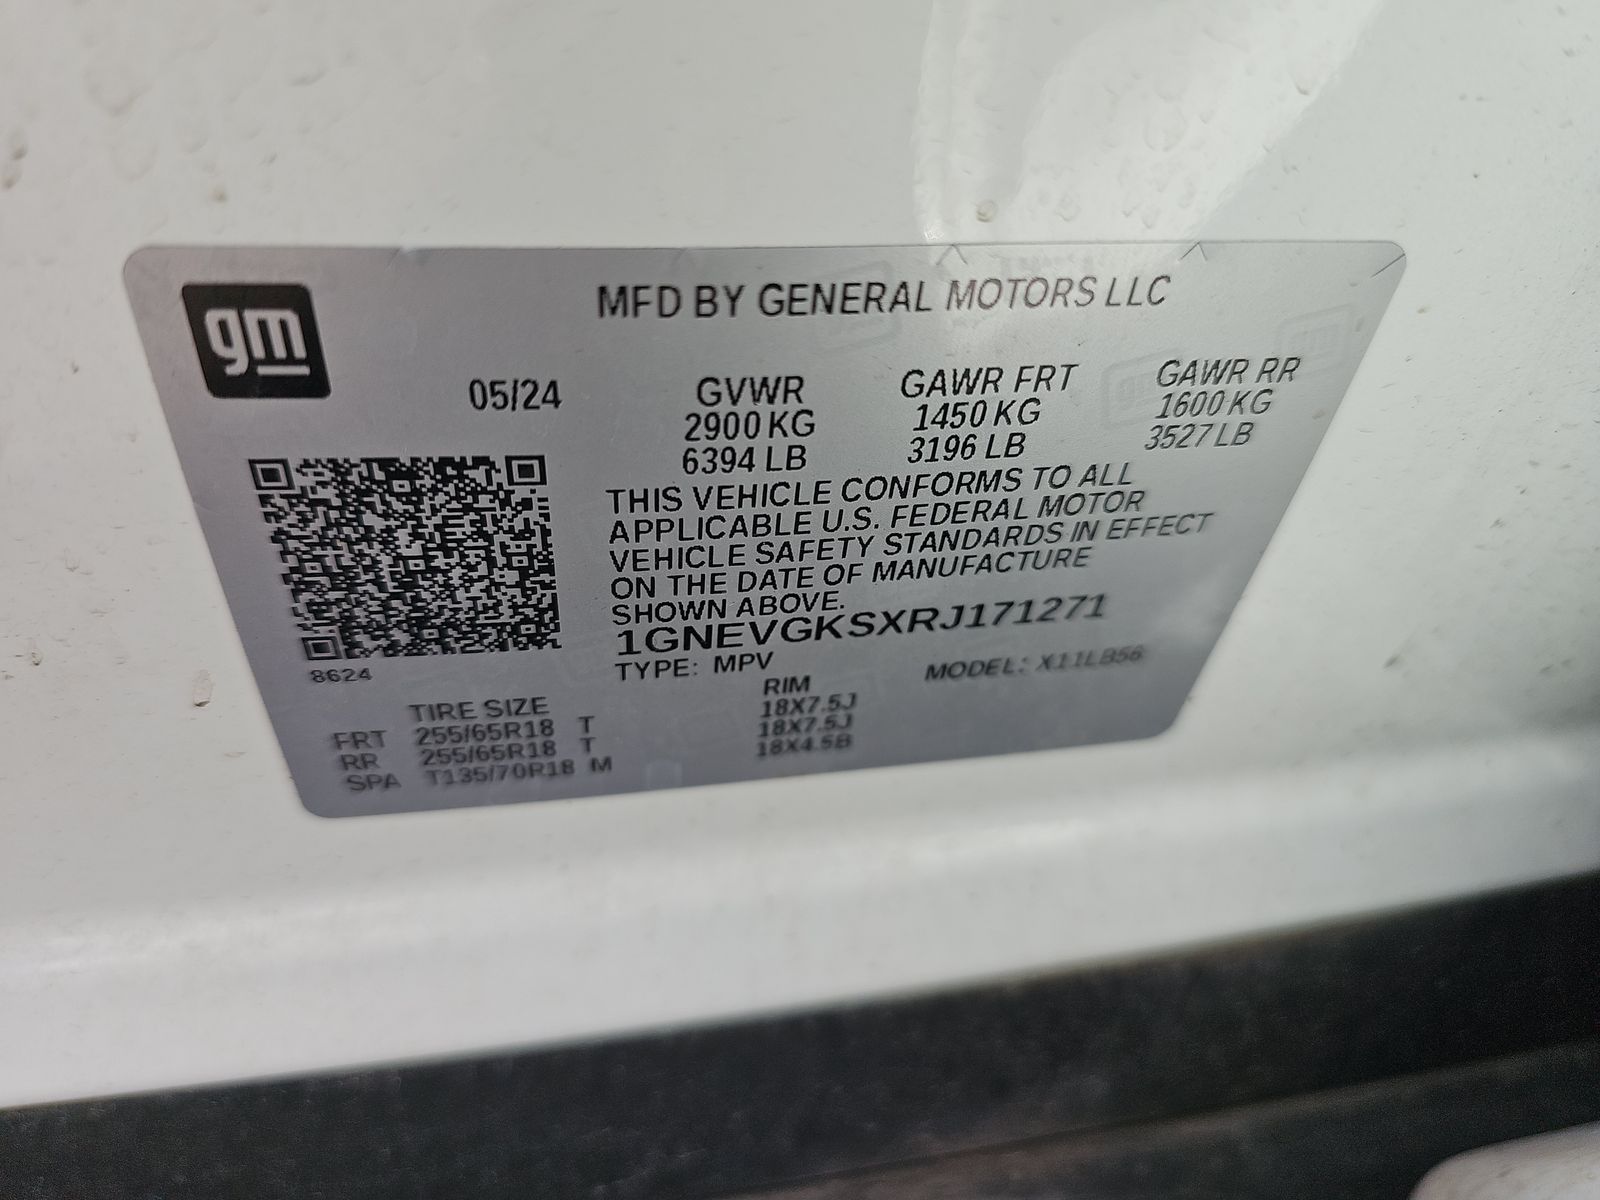 gm
MFD BY GENERAL MOTORS LLC
05/24 GVWR GAWR FRT GAWR RR
2900 KG 1450 KG 1600 KG
6394 LB 3196 LB 3527 LB
THIS VEHICLE CONFORMS TO ALL
APPLICABLE U.S. FEDERAL MOTOR
VEHICLE SAFETY STANDARDS IN EFFECT
ON THE DATE OF MANUFACTURE
SHOWN ABOVE.
1GNEVGKSXRJ171271
8624
TYPE: MPV MODEL: X11LB56
TIRE SIZE RIM
FRT 255/65R18 T 18X7.5J
RR 255/65R18 T 18X7.5J
SPA T135/70R18 M 18X4.5B